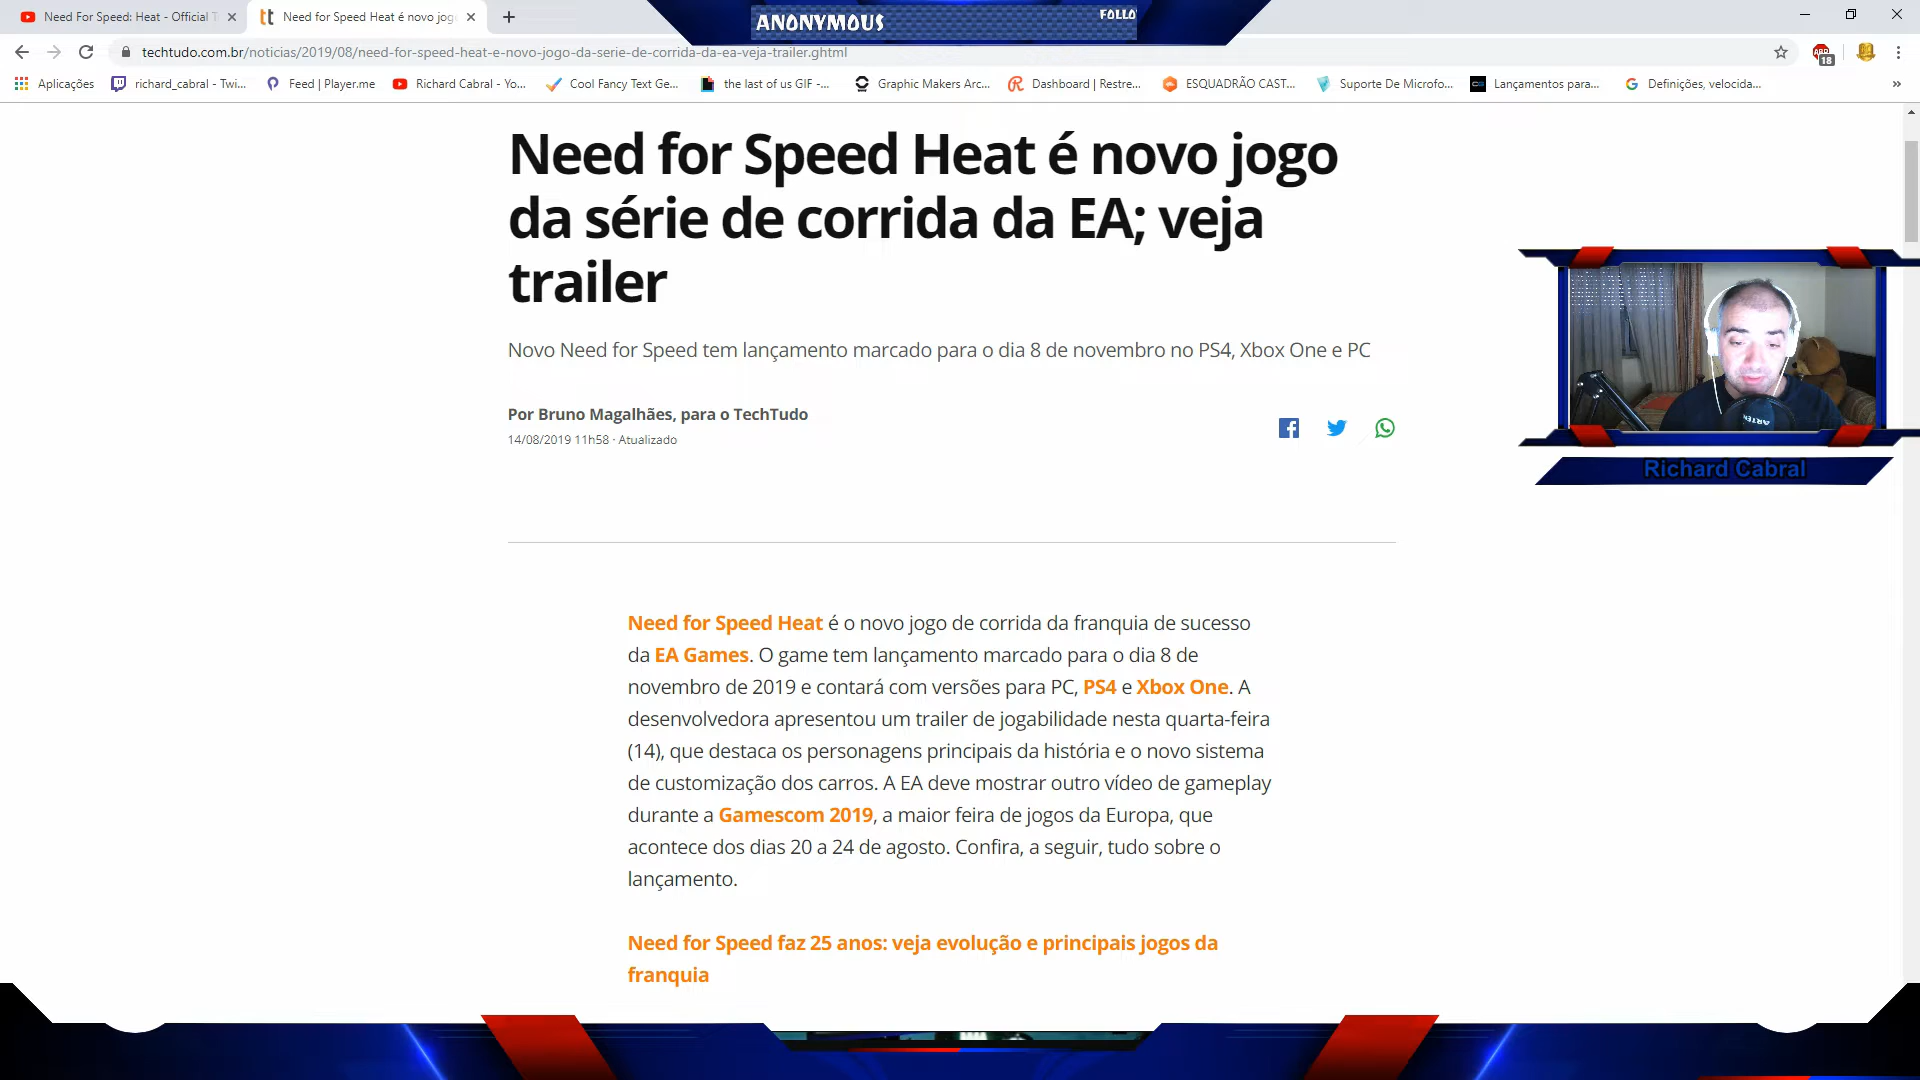 Need For Speed: Heat - Official T
Need for Speed Heat é novo jog
ANONYMOUS
FOLLO
techtudo.com.br/noticias/2019/08/need-for-speed-heat-e-novo-jogo-da-serie-de-corrida-da-ea-veja-trailer.ghtml
18
Aplicações
richard_cabral - Twi...
Feed | Player.me
Richard Cabral - Yo...
Cool Fancy Text Ge...
the last of us GIF -...
Graphic Makers Arc...
Dashboard | Restre...
ESQUADRÃO CAST...
Suporte De Microfo...
Lançamentos para...
Definições, velocida...
Need for Speed Heat é novo jogo
da série de corrida da EA; veja
trailer
Novo Need for Speed tem lançamento marcado para o dia 8 de novembro no PS4, Xbox One e PC
Por Bruno Magalhães, para o TechTudo
14/08/2019 11h58 · Atualizado
Richard Cabral
Need for Speed Heat é o novo jogo de corrida da franquia de sucesso
da EA Games. O game tem lançamento marcado para o dia 8 de
novembro de 2019 e contará com versões para PC, PS4 e Xbox One. A
desenvolvedora apresentou um trailer de jogabilidade nesta quarta-feira
(14), que destaca os personagens principais da história e o novo sistema
de customização dos carros. A EA deve mostrar outro vídeo de gameplay
durante a Gamescom 2019, a maior feira de jogos da Europa, que
acontece dos dias 20 a 24 de agosto. Confira, a seguir, tudo sobre o
lançamento.
Need for Speed faz 25 anos: veja evolução e principais jogos da
franquia